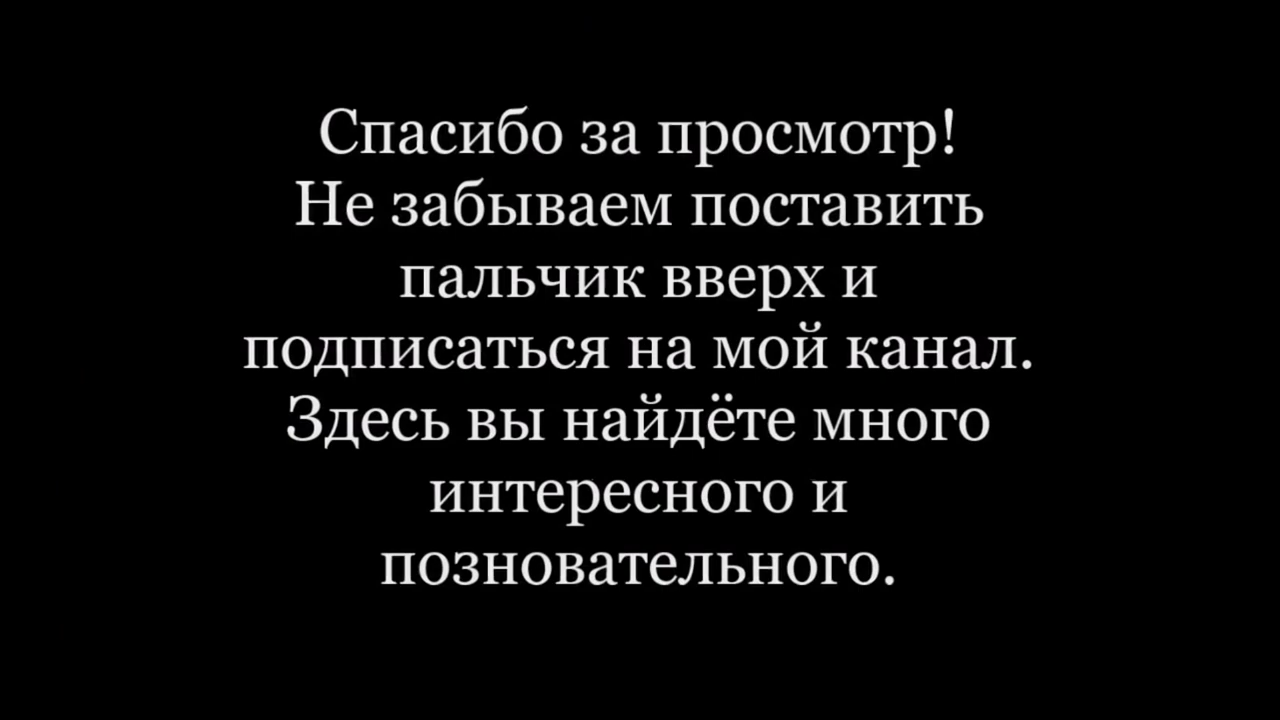 Спасибо за просмотр!
Не забываем поставить
пальчик вверх и
подписаться на мой канал.
Здесь вы найдёте много
интересного и
позновательного.